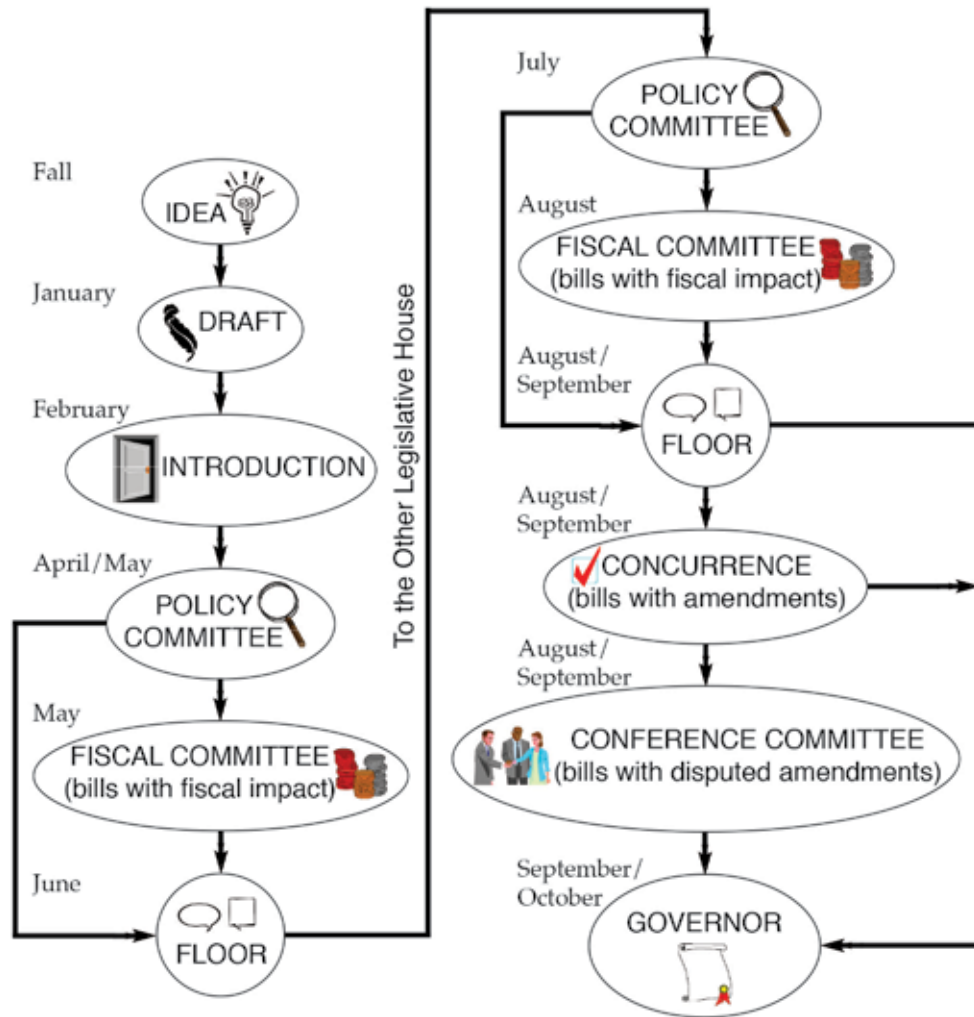 Fall
IDEA
January
DRAFT
February
INTRODUCTION
April/May
POLICY
COMMITTEE
May
FISCAL COMMITTEE
(bills with fiscal impact)
June
FLOOR
To the Other Legislative House
July
POLICY
COMMITTEE
August
FISCAL COMMITTEE
(bills with fiscal impact)
August/
September
FLOOR
August/
September
CONCURRENCE
(bills with amendments)
August/
September
CONFERENCE COMMITTEE
(bills with disputed amendments)
September/
October
GOVERNOR